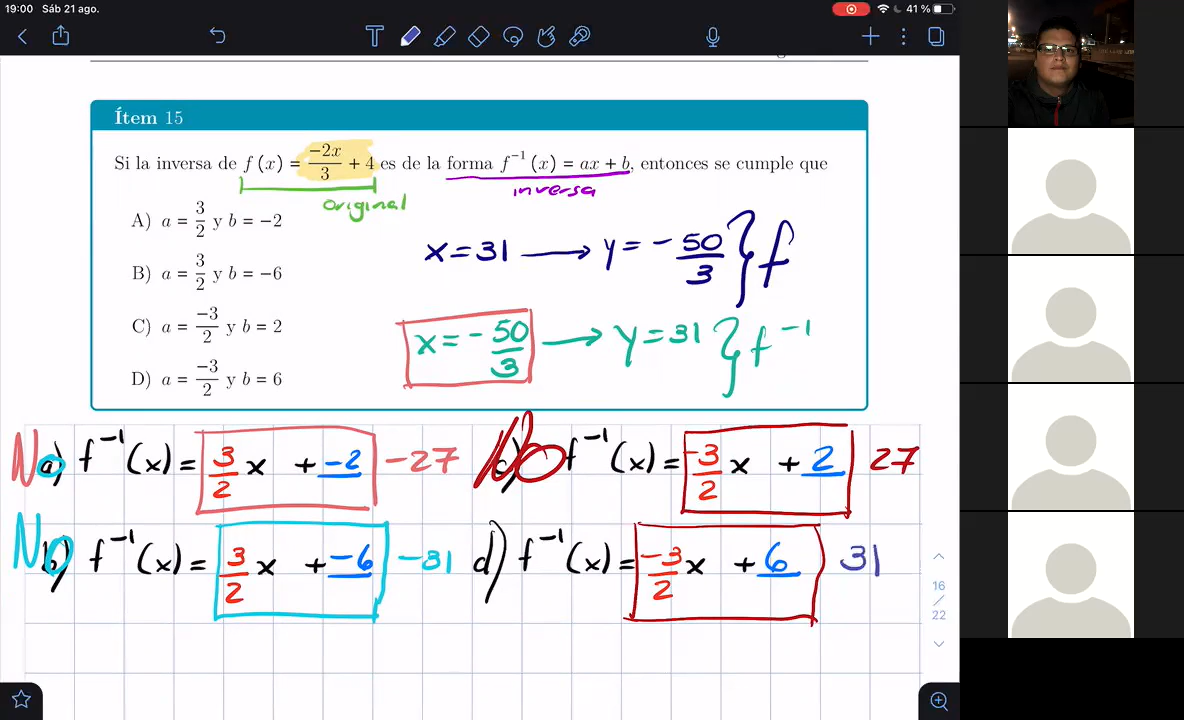 19:00 Sáb 21 ago. 41 %
Ítem 15
Si la inversa de f (x) = -2x/3 + 4 es de la forma f⁻¹ (x) = ax + b, entonces se cumple que
original inversa
A) a = 3/2 y b = -2
B) a = 3/2 y b = -6
C) a = -3/2 y b = 2
D) a = -3/2 y b = 6
x = 31 → y = - 50/3 } f
x = - 50/3 → y = 31 } f⁻¹
No a) f⁻¹(x) = 3/2 x + -2 -27
No b) f⁻¹(x) = 3/2 x + -6 -31
No c) f⁻¹(x) = -3/2 x + 2 27
d) f⁻¹(x) = -3/2 x + 6 31
16
/
22